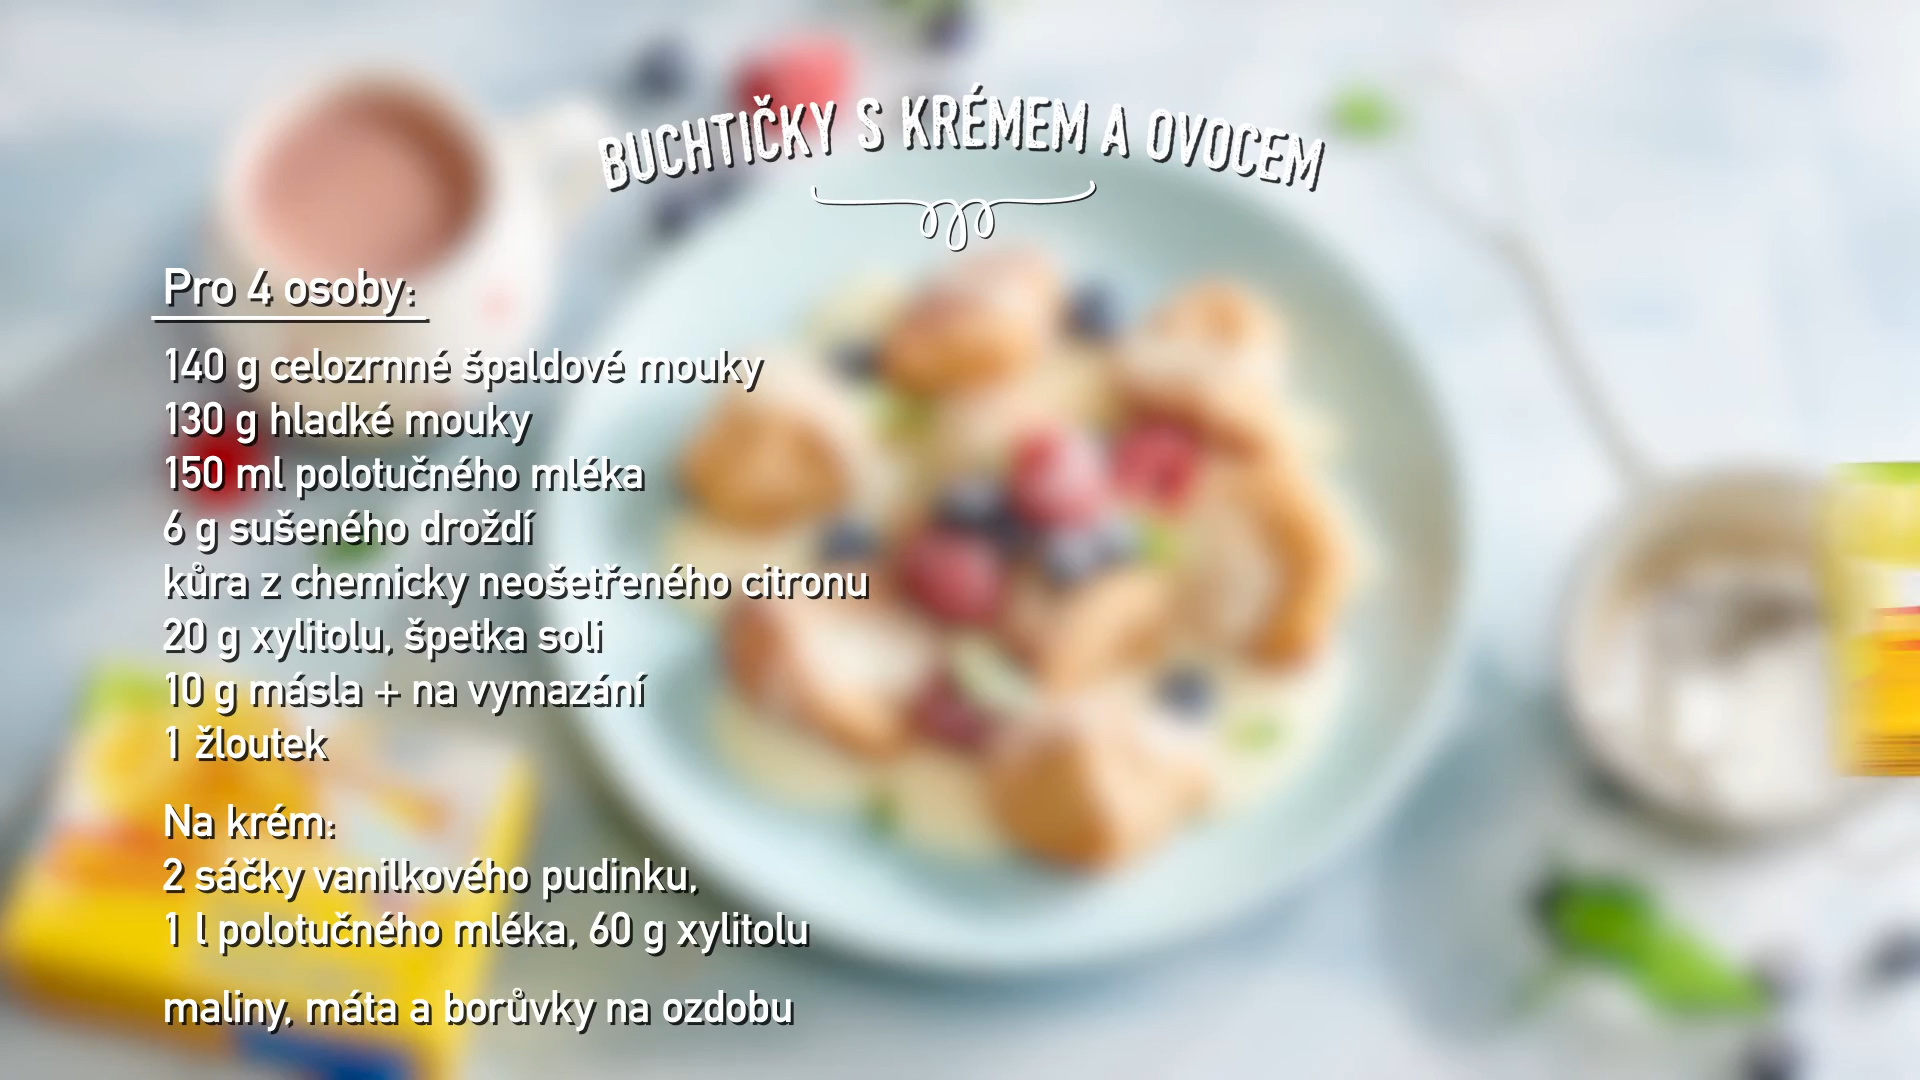 BUCHTIČKY S KRÉMEM A OVOCEM
Pro 4 osoby:
140 g celozrnné špaldové mouky
130 g hladké mouky
150 ml polotučného mléka
6 g sušeného droždí
kůra z chemicky neošetřeného citronu
20 g xylitolu, špetka soli
10 g másla + na vymazání
1 žloutek
Na krém:
2 sáčky vanilkového pudinku,
1 l polotučného mléka, 60 g xylitolu
maliny, máta a borůvky na ozdobu